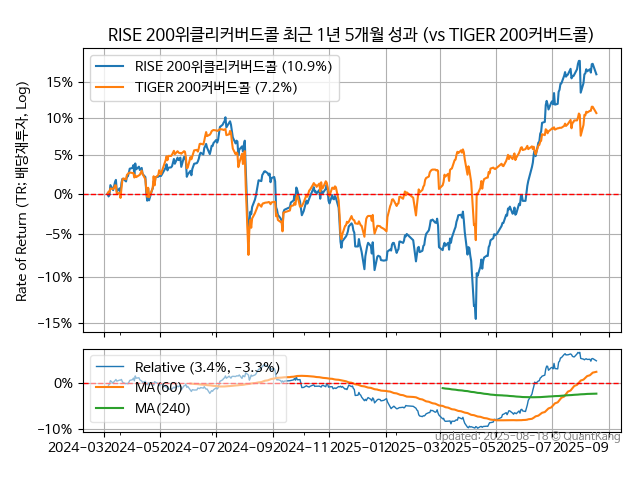 RISE 200위클리커버드콜 최근 1년 5개월 성과 (vs TIGER 200커버드콜)
RISE 200위클리커버드콜 (10.9%)
TIGER 200커버드콜 (7.2%)
Rate of Return (TR: 배당재투자, Log)
15%
10%
5%
0%
−5%
−10%
−15%
Relative (3.4%, −3.3%)
MA(60)
MA(240)
0%
−10%
2024-03
2024-05
2024-07
2024-09
2024-11
2025-01
2025-03
2025-05
2025-07
2025-09
updated: 2025-08-18 © QuantKang